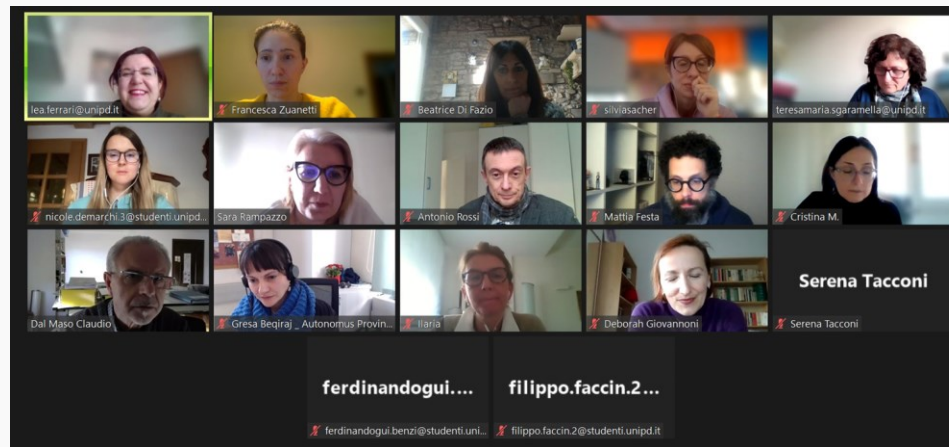 lea.ferrari@unipd.it
Francesca Zuanetti
Beatrice Di Fazio
silviasacher
teresamaria.sgaramella@unipd.it
nicole.demarchi.3@studenti.unipd...
Sara Rampazzo
Antonio Rossi
Mattia Festa
Cristina M.
Dal Maso Claudio
Gresa Beqiraj _ Autonomus Provin...
Ilaria
Deborah Giovannoni
Serena Tacconi
Serena Tacconi
ferdinandogui....
filippo.faccin.2...
ferdinandogui.benzi@studenti.uni...
filippo.faccin.2@studenti.unipd.it